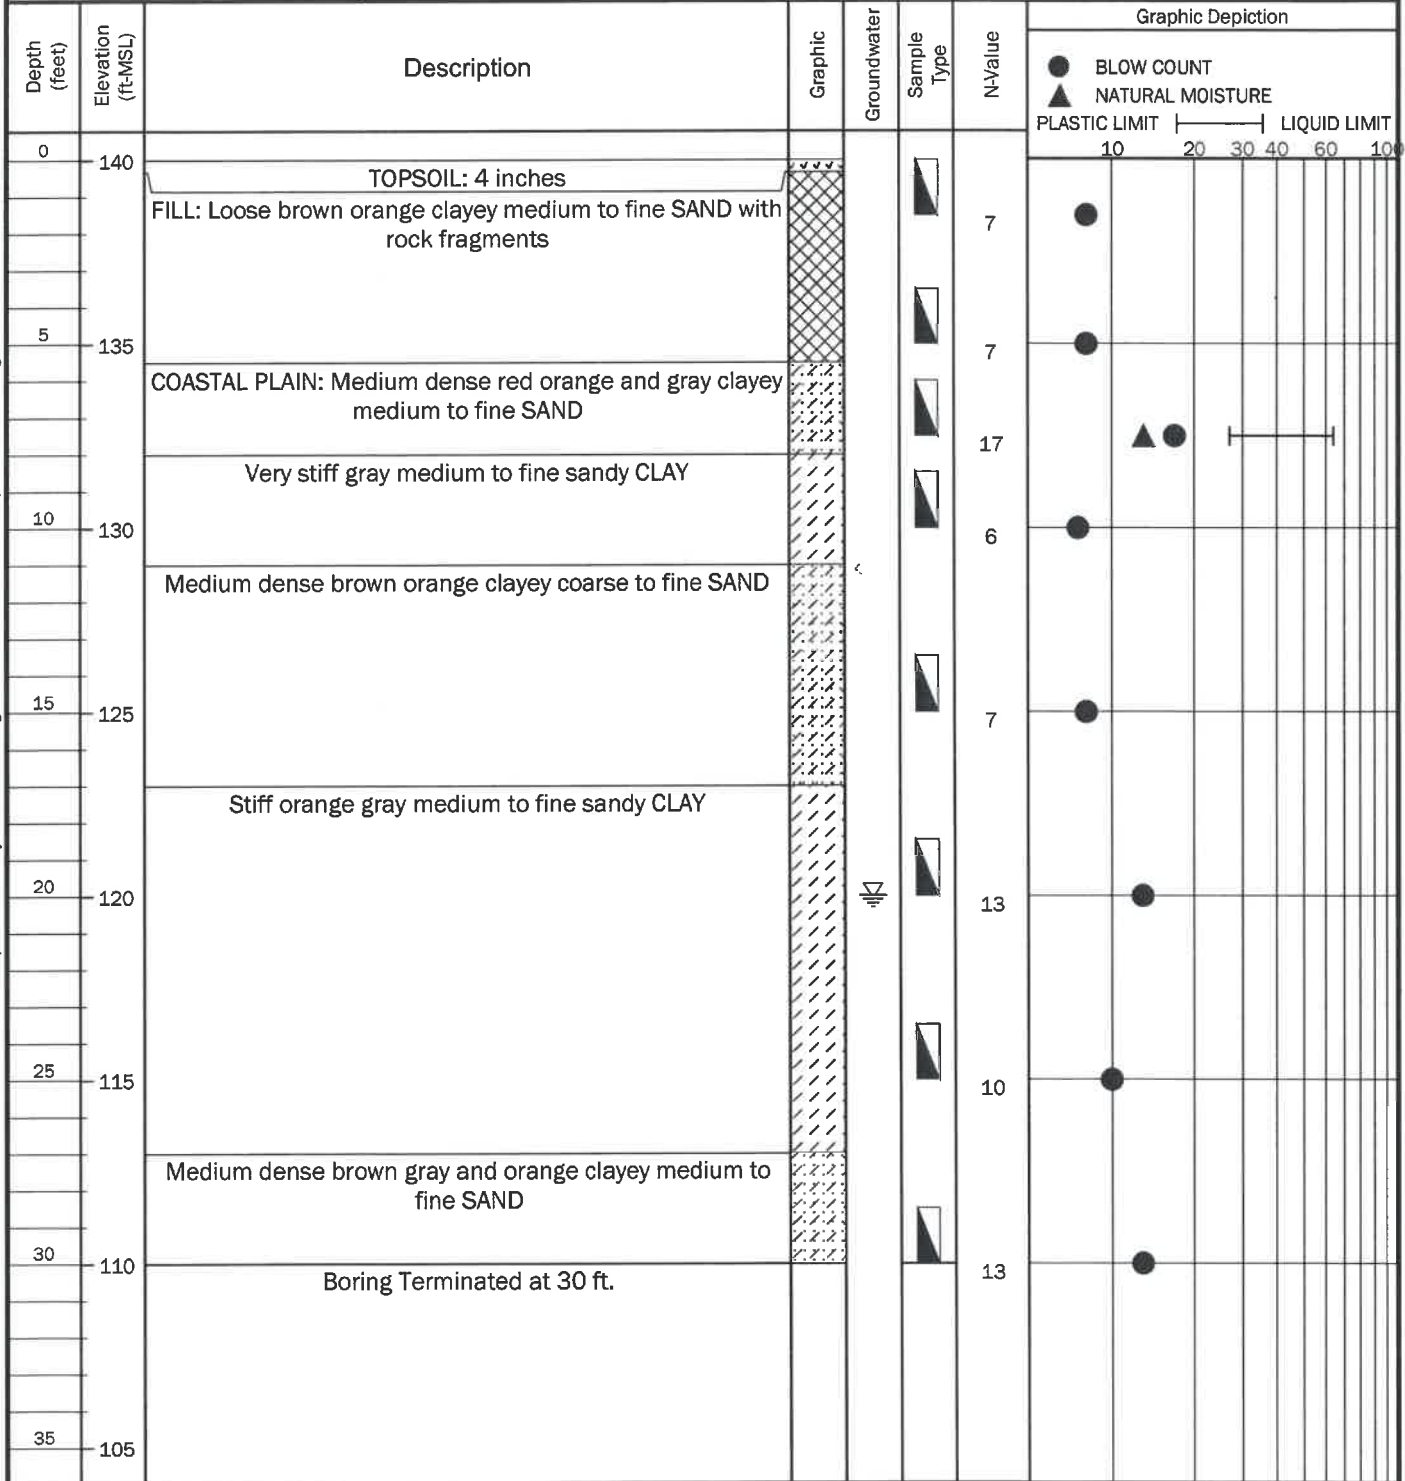 Depth (feet)
Elevation (ft-MSL)
Description
Graphic
Groundwater
Sample Type
N-Value
Graphic Depiction
BLOW COUNT
NATURAL MOISTURE
PLASTIC LIMIT LIQUID LIMIT
10 20 30 40 60 100
0
140
TOPSOIL: 4 inches
FILL: Loose brown orange clayey medium to fine SAND with
rock fragments
7
5
135
7
COASTAL PLAIN: Medium dense red orange and gray clayey
medium to fine SAND
17
Very stiff gray medium to fine sandy CLAY
10
130
6
Medium dense brown orange clayey coarse to fine SAND
15
125
7
Stiff orange gray medium to fine sandy CLAY
20
120
13
25
115
10
Medium dense brown gray and orange clayey medium to
fine SAND
30
110
13
Boring Terminated at 30 ft.
35
105